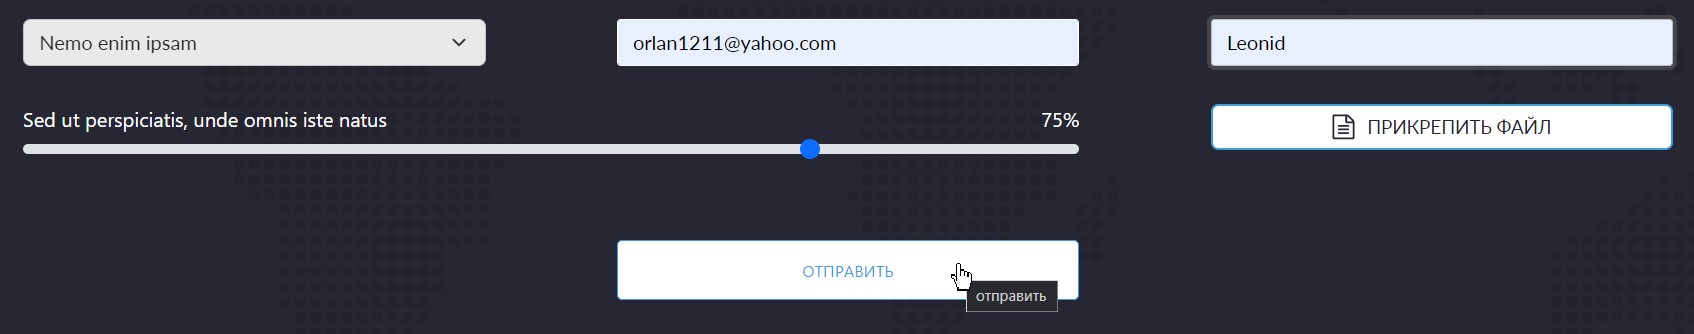 Nemo enim ipsam
orlan1211@yahoo.com
Leonid
Sed ut perspiciatis, unde omnis iste natus
75%
ПРИКРЕПИТЬ ФАЙЛ
ОТПРАВИТЬ
отправить